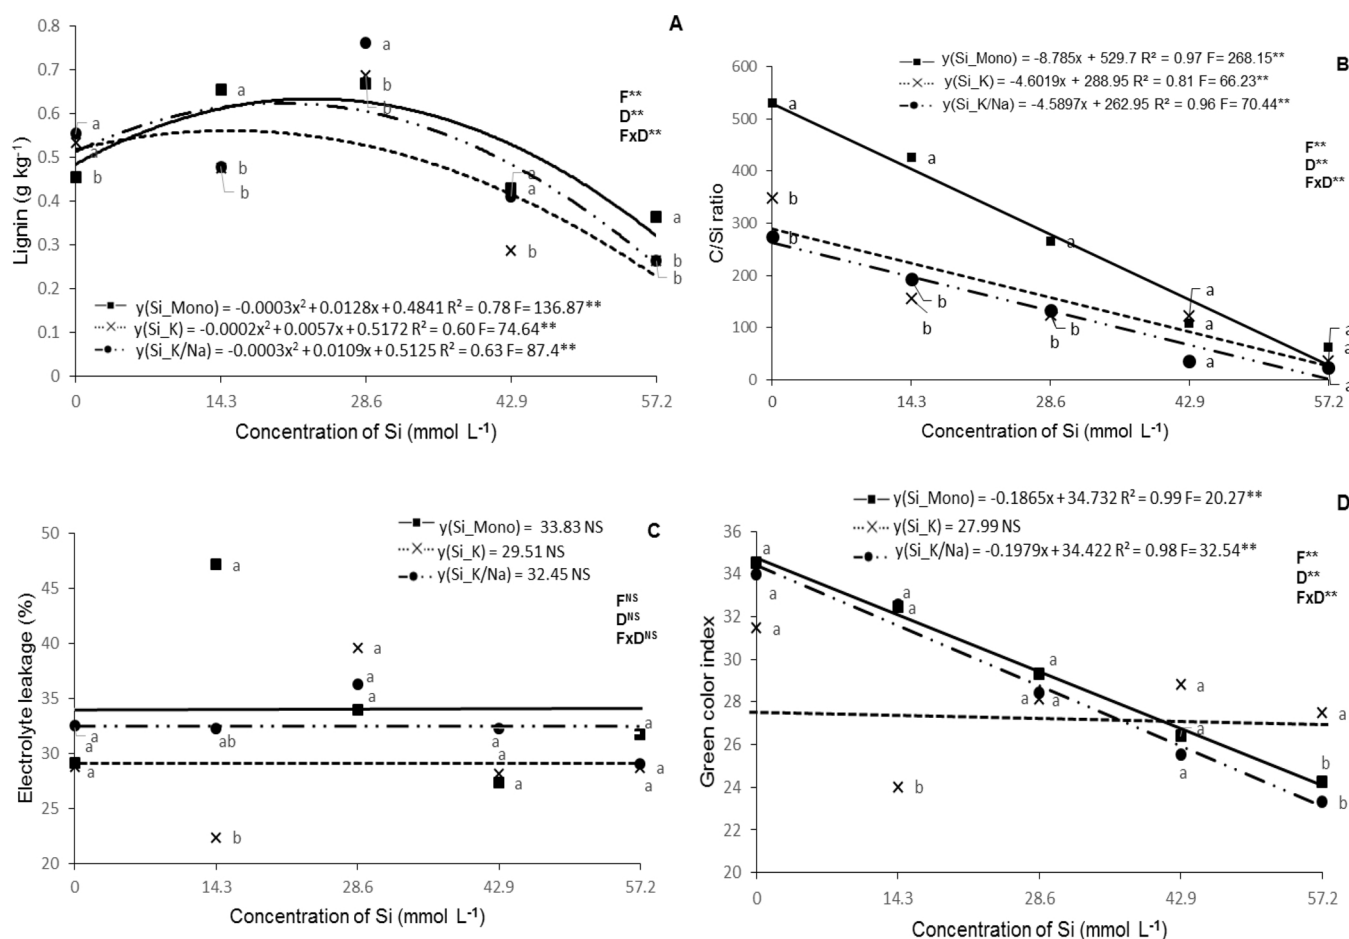 A
0.8
0.7
0.6
0.5
0.4
0.3
0.2
0.1
0
Lignin (g kg-1)
a
a
b
a
b
b
a
b
b
a
a
b
a
b
b
F**
D**
FxD**
y(Si_Mono) = -0.0003x² + 0.0128x + 0.4841 R² = 0.78 F= 136.87**
y(Si_K) = -0.0002x² + 0.0057x + 0.5172 R² = 0.60 F= 74.64**
y(Si_K/Na) = -0.0003x² + 0.0109x + 0.5125 R² = 0.63 F= 87.4**
0 14.3 28.6 42.9 57.2
Concentration of Si (mmol L-1)
B
y(Si_Mono) = -8.785x + 529.7 R² = 0.97 F= 268.15**
y(Si_K) = -4.6019x + 288.95 R² = 0.81 F= 66.23**
y(Si_K/Na) = -4.5897x + 262.95 R² = 0.96 F= 70.44**
600
500
400
300
200
100
0
C/Si ratio
a
b
b
a
b
b
a
b
b
a
a
a
a
a
a
F**
D**
FxD**
0 14.3 28.6 42.9 57.2
Concentration of Si (mmol L-1)
C
y(Si_Mono) = 33.83 NS
y(Si_K) = 29.51 NS
y(Si_K/Na) = 32.45 NS
50
45
40
35
30
25
20
Electrolyte leakage (%)
a
a
a
a
ab
b
a
a
a
a
a
a
a
a
a
FNS
DNS
FxDNS
0 14.3 28.6 42.9 57.2
Concentration of Si (mmol L-1)
D
y(Si_Mono) = -0.1865x + 34.732 R² = 0.99 F= 20.27**
y(Si_K) = 27.99 NS
y(Si_K/Na) = -0.1979x + 34.422 R² = 0.98 F= 32.54**
36
34
32
30
28
26
24
22
20
Green color index
a
a
a
a
a
b
a
a
a
a
a
a
a
b
b
F**
D**
FxD**
0 14.3 28.6 42.9 57.2
Concentration of Si (mmol L-1)